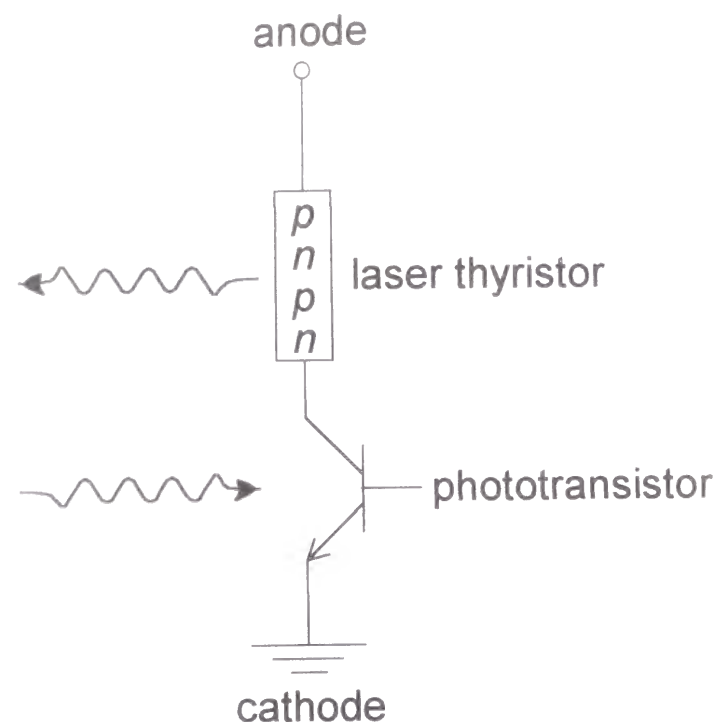 anode
p
n
p
n
laser thyristor
phototransistor
cathode